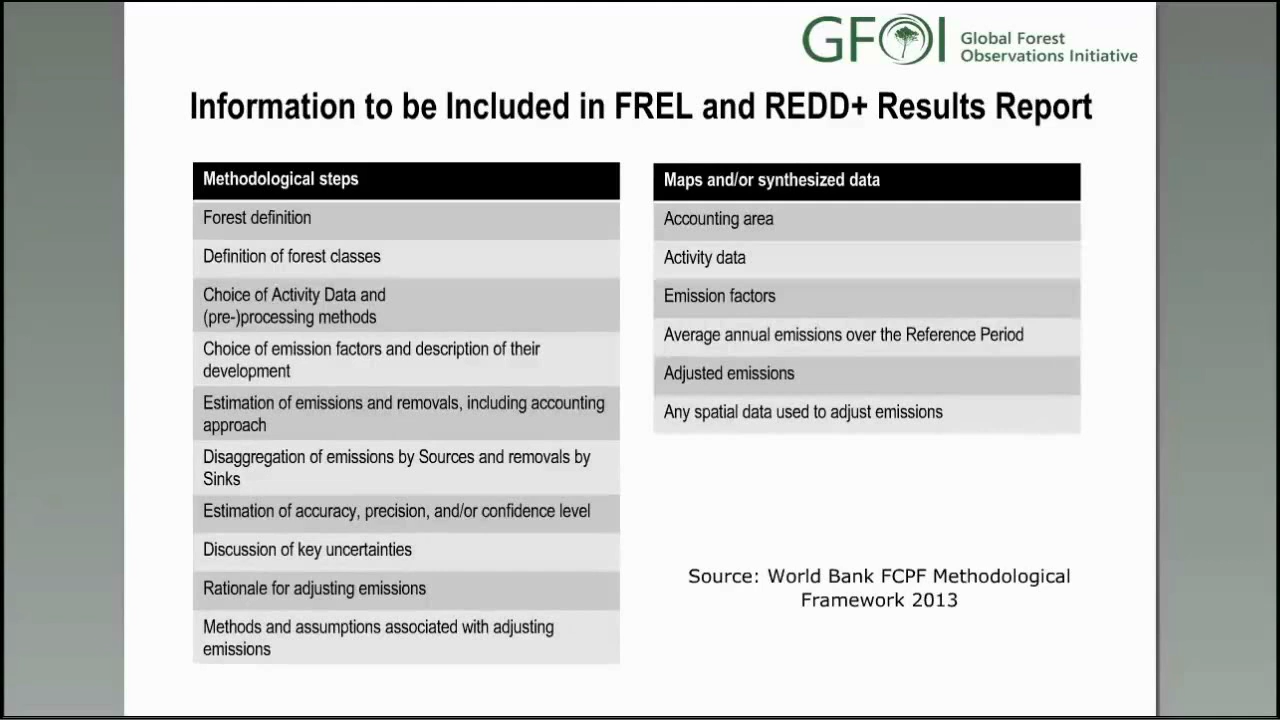 GFOI
Global Forest
Observations Initiative
Information to be Included in FREL and REDD+ Results Report
Methodological steps
Forest definition
Definition of forest classes
Choice of Activity Data and
(pre-)processing methods
Choice of emission factors and description of their
development
Estimation of emissions and removals, including accounting
approach
Disaggregation of emissions by Sources and removals by
Sinks
Estimation of accuracy, precision, and/or confidence level
Discussion of key uncertainties
Rationale for adjusting emissions
Methods and assumptions associated with adjusting
emissions
Maps and/or synthesized data
Accounting area
Activity data
Emission factors
Average annual emissions over the Reference Period
Adjusted emissions
Any spatial data used to adjust emissions
Source: World Bank FCPF Methodological
Framework 2013